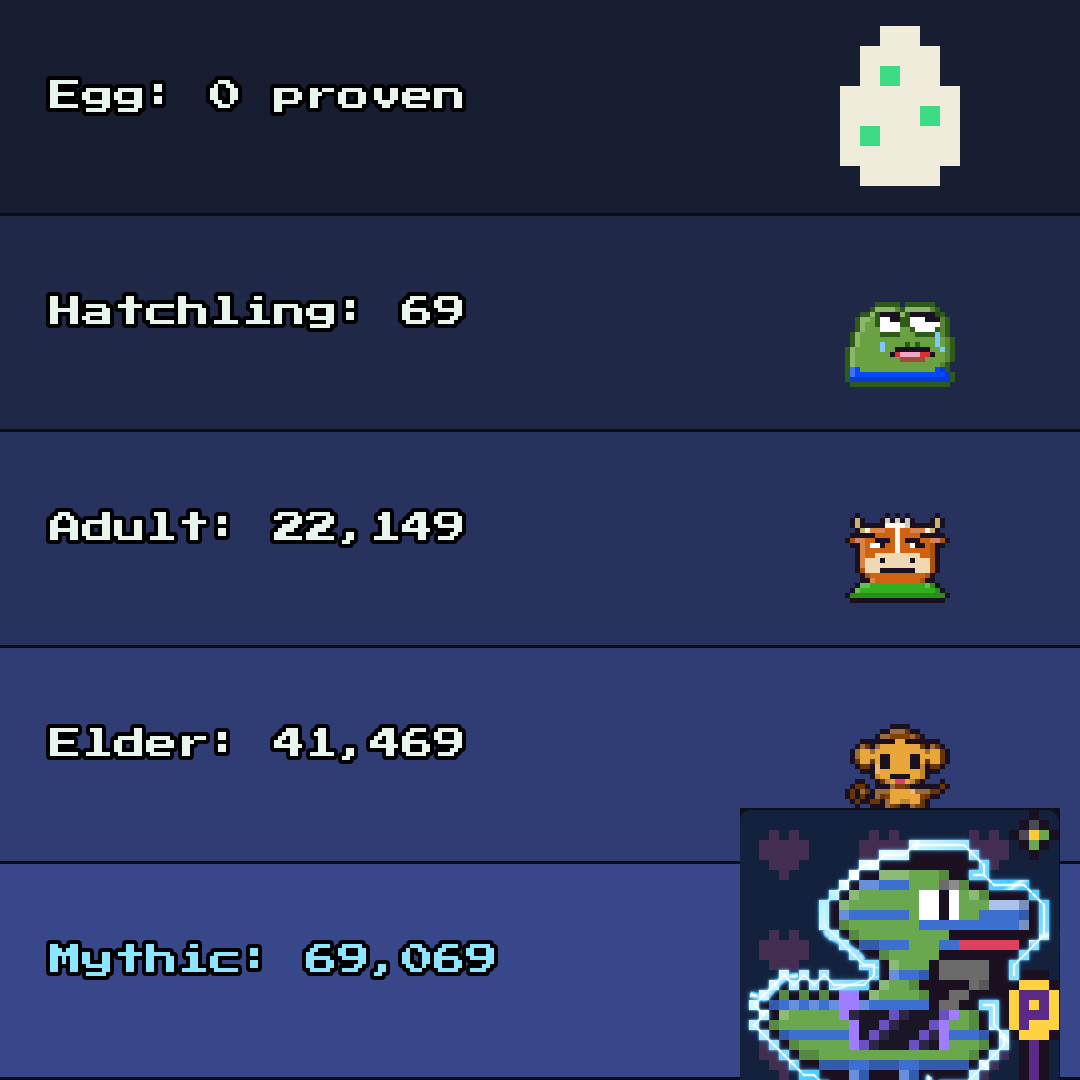 Egg: 0 proven
Hatchling: 69
Adult: 22,149
Elder: 41,469
Mythic: 69,069
P